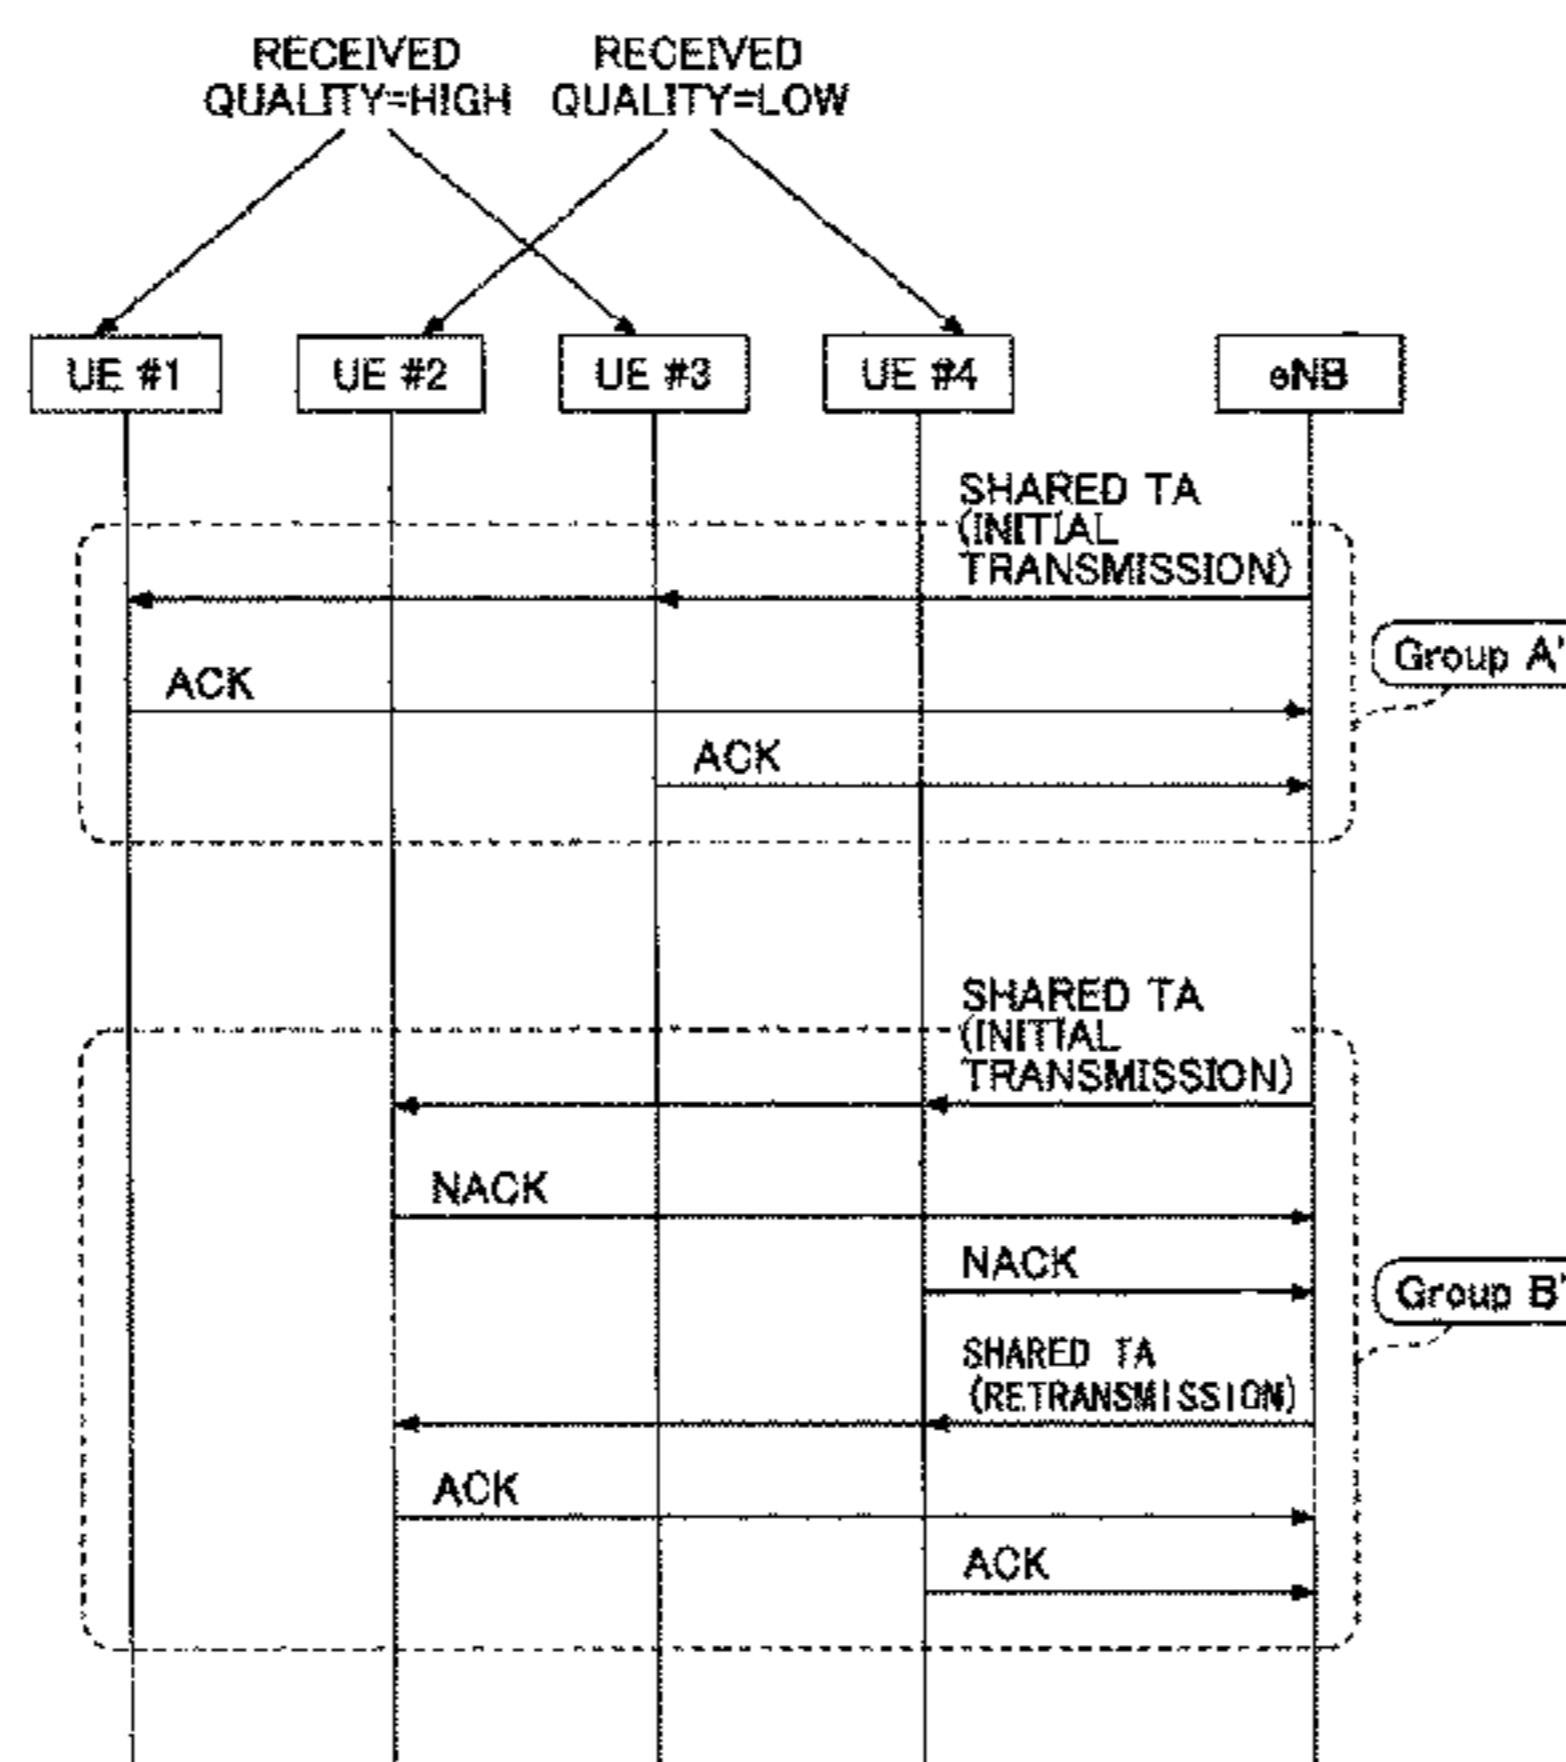 RECEIVED
QUALITY=HIGH
RECEIVED
QUALITY=LOW
UE #1
UE #2
UE #3
UE #4
eNB
SHARED TA
(INITIAL
TRANSMISSION)
Group A'
ACK
ACK
SHARED TA
(INITIAL
TRANSMISSION)
NACK
NACK
Group B'
SHARED TA
(RETRANSMISSION)
ACK
ACK